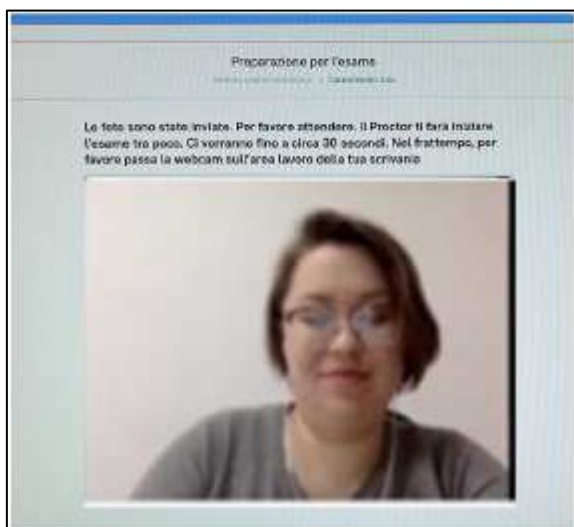 Preparazione per l'esame
Le foto sono state inviate. Per favore attendere. Il Proctor ti farà iniziare
l'esame tra poco. Ci vorranno fino a circa 30 secondi. Nel frattempo, per
favore passa la webcam sull'area lavoro della tua scrivania